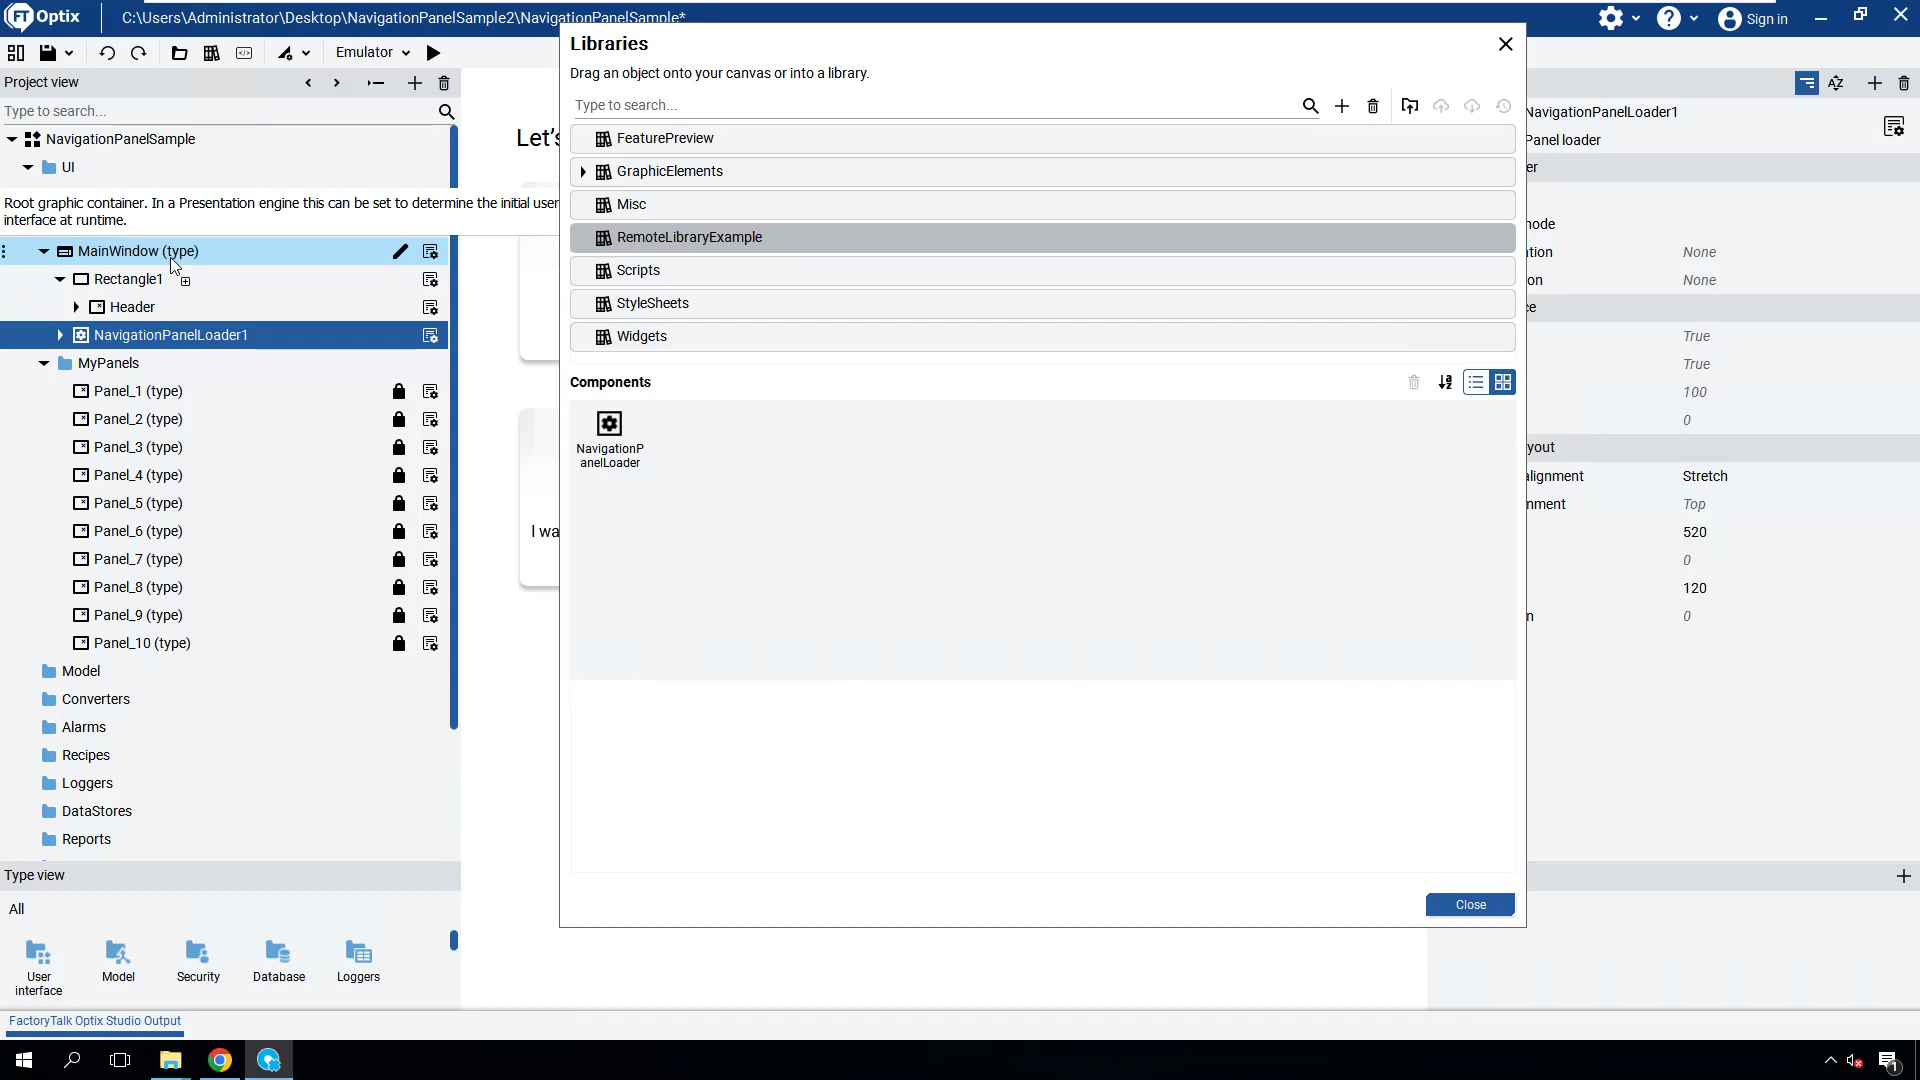 FT Optix
C:\Users\Administrator\Desktop\NavigationPanelSample2\NavigationPanelSample*
Sign in
Emulator
Project view
Type to search...
NavigationPanelSample
UI
Root graphic container. In a Presentation engine this can be set to determine the initial user
interface at runtime.
MainWindow (type)
Rectangle1
Header
NavigationPanelLoader1
MyPanels
Panel_1 (type)
Panel_2 (type)
Panel_3 (type)
Panel_4 (type)
Panel_5 (type)
Panel_6 (type)
Panel_7 (type)
Panel_8 (type)
Panel_9 (type)
Panel_10 (type)
Model
Converters
Alarms
Recipes
Loggers
DataStores
Reports
Type view
All
User
interface
Model
Security
Database
Loggers
FactoryTalk Optix Studio Output
Let's
I wa
Libraries
Drag an object onto your canvas or into a library.
Type to search...
FeaturePreview
GraphicElements
Misc
RemoteLibraryExample
Scripts
StyleSheets
Widgets
Components
NavigationP
anelLoader
Close
NavigationPanelLoader1
Panel loader
er
node
ation None
on None
ce
True
True
100
0
yout
alignment Stretch
nment Top
520
0
120
n 0
1